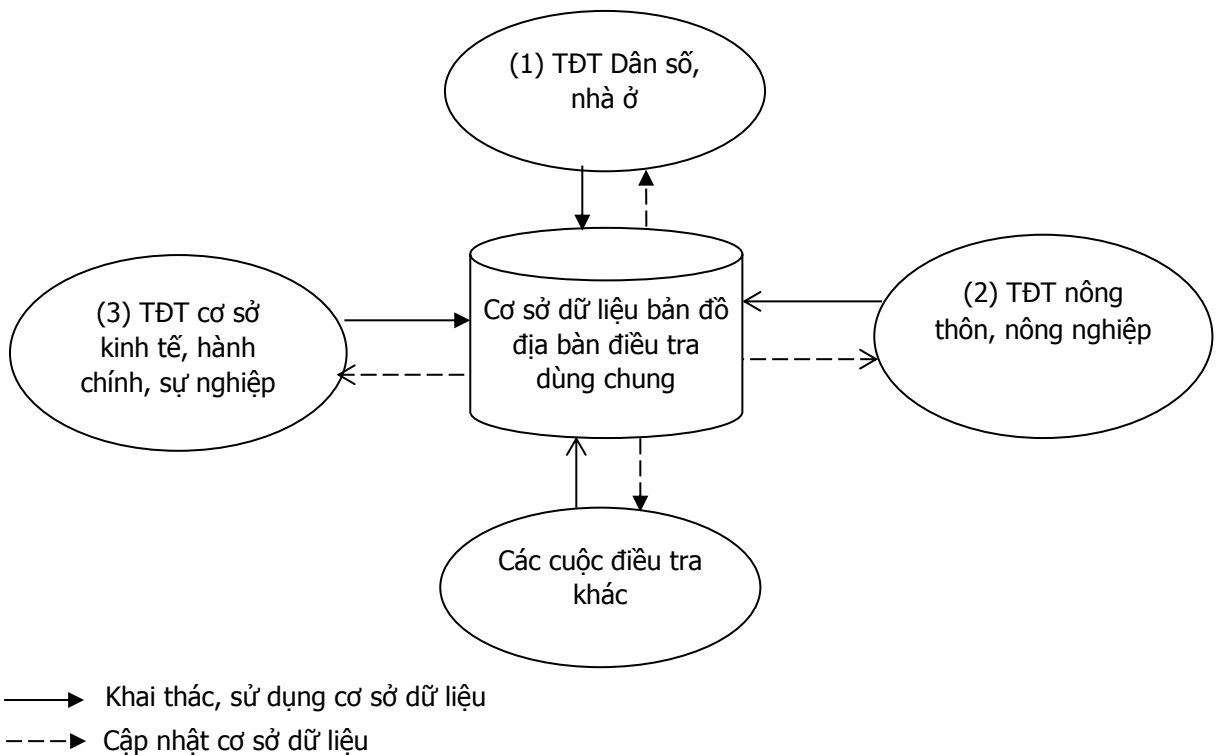 (1) TĐT Dân số,
nhà ở
(3) TĐT cơ sở
kinh tế, hành
chính, sự nghiệp
Cơ sở dữ liệu bản đồ
địa bàn điều tra
dùng chung
(2) TĐT nông
thôn, nông nghiệp
Các cuộc điều tra
khác
Khai thác, sử dụng cơ sở dữ liệu
Cập nhật cơ sở dữ liệu